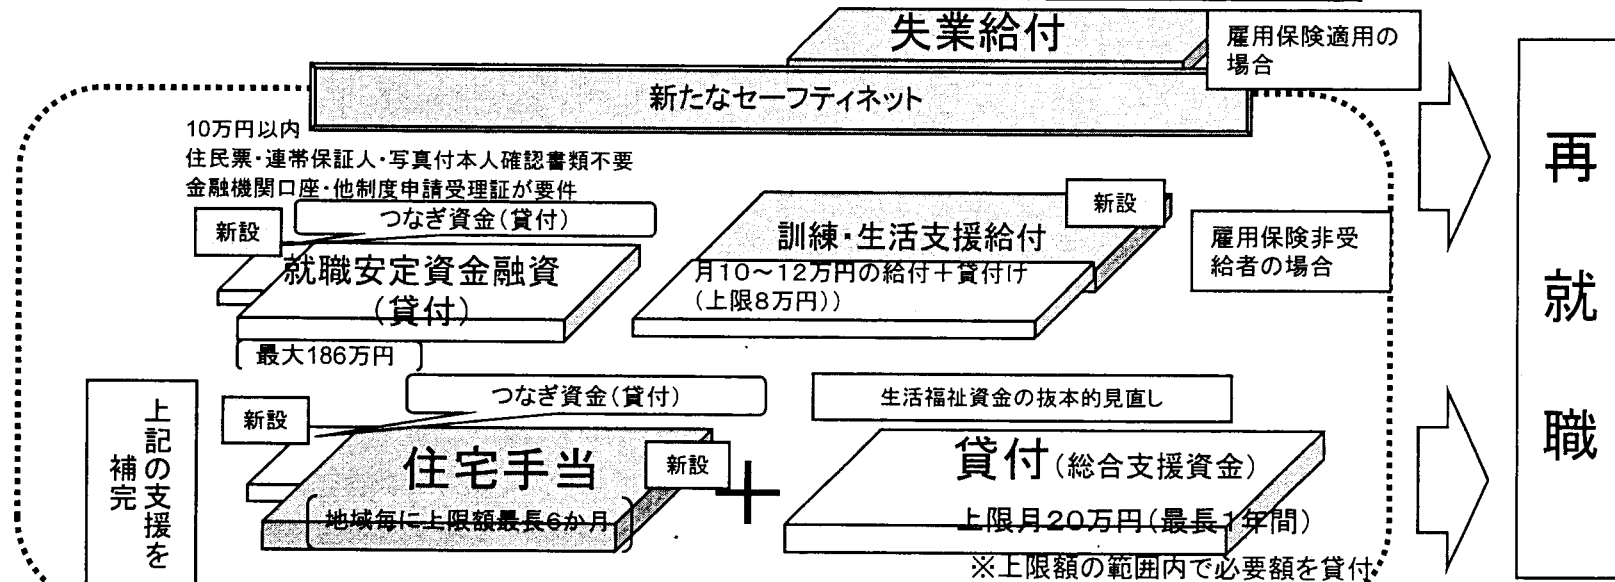 失業給付
雇用保険適用の
場合
新たなセーフティネット
10万円以内
住民票・連帯保証人・写真付本人確認書類不要
金融機関口座・他制度申請受理証が要件
新設
つなぎ資金(貸付)
就職安定資金融資
(貸付)
最大186万円
新設
訓練・生活支援給付
月10～12万円の給付＋貸付け
(上限8万円))
雇用保険非受
給者の場合
上記の支援を
補完
新設
つなぎ資金(貸付)
住宅手当
新設
地域毎に上限額最長6か月
＋
生活福祉資金の抜本的見直し
貸付(総合支援資金)
上限月20万円(最長1年間)
※上限額の範囲内で必要額を貸付
再就職